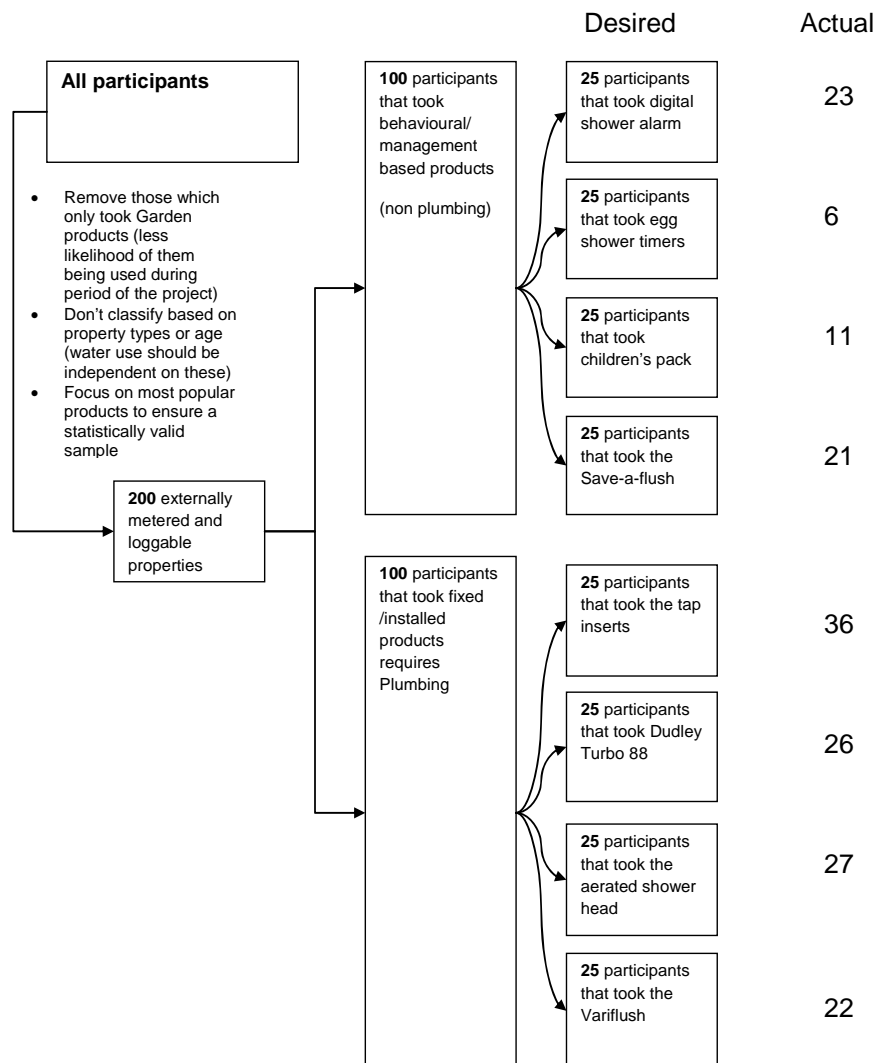 Desired
Actual
All participants
• Remove those which
only took Garden
products (less
likelihood of them
being used during
period of the project)
• Don’t classify based on
property types or age
(water use should be
independent on these)
• Focus on most popular
products to ensure a
statistically valid
sample
200 externally
metered and
loggable
properties
100 participants
that took
behavioural/
management
based products
(non plumbing)
25 participants
that took digital
shower alarm
23
25 participants
that took egg
shower timers
6
25 participants
that took
children’s pack
11
25 participants
that took the
Save-a-flush
21
100 participants
that took fixed
/installed
products
requires
Plumbing
25 participants
that took the tap
inserts
36
25 participants
that took Dudley
Turbo 88
26
25 participants
that took the
aerated shower
head
27
25 participants
that took the
Variflush
22